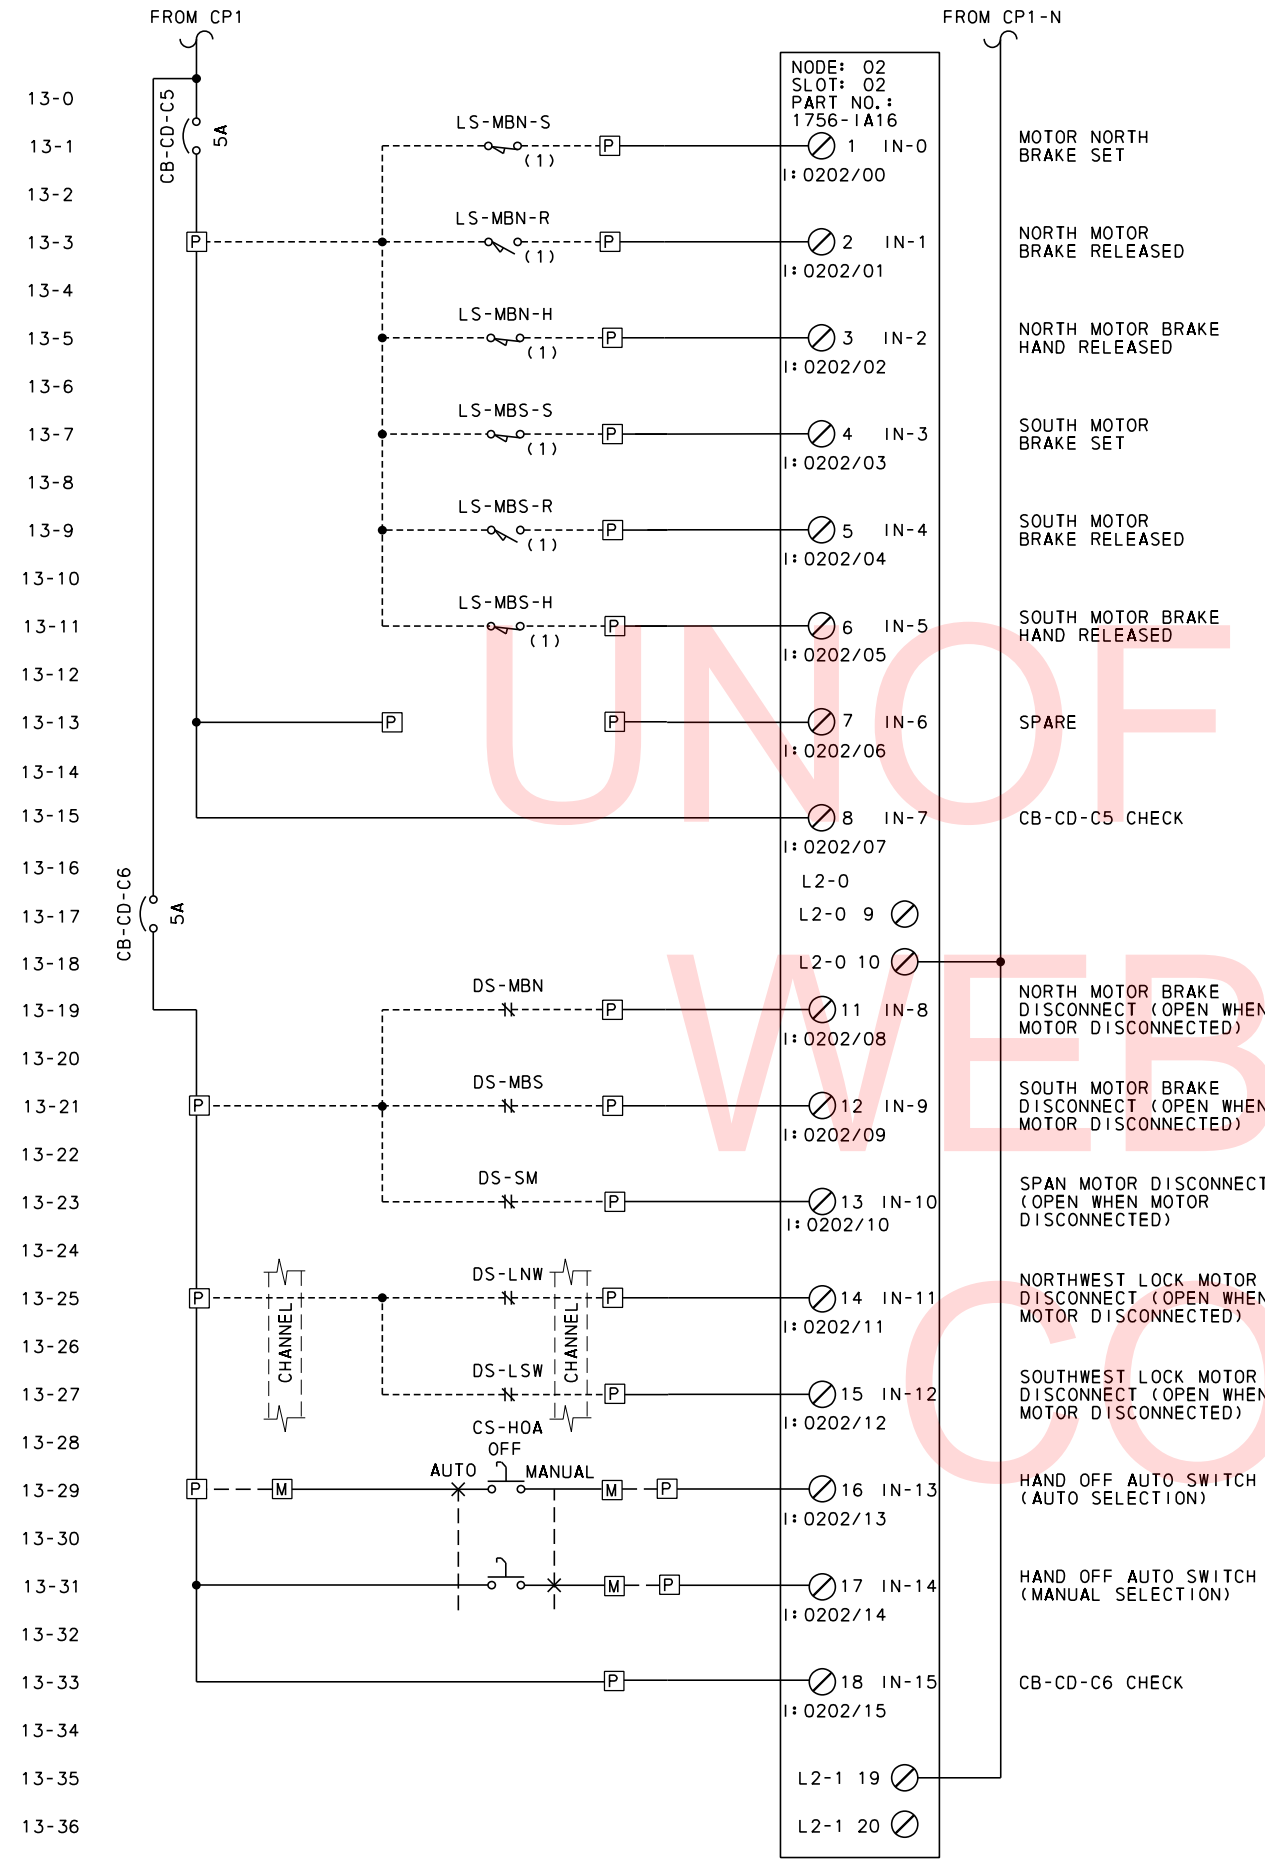 FROM CP1
FROM CP1-N
NODE: 02
SLOT: 02
PART NO.:
1756-IA16
13-0
CB-CD-C5
5A
13-1
LS-MBN-S
(1)
P
1 IN-0
I:0202/00
MOTOR NORTH
BRAKE SET
13-2
13-3
P
LS-MBN-R
(1)
P
2 IN-1
I:0202/01
NORTH MOTOR
BRAKE RELEASED
13-4
13-5
LS-MBN-H
(1)
P
3 IN-2
I:0202/02
NORTH MOTOR BRAKE
HAND RELEASED
13-6
13-7
LS-MBS-S
(1)
P
4 IN-3
I:0202/03
SOUTH MOTOR
BRAKE SET
13-8
13-9
LS-MBS-R
(1)
P
5 IN-4
I:0202/04
SOUTH MOTOR
BRAKE RELEASED
13-10
13-11
LS-MBS-H
(1)
P
6 IN-5
I:0202/05
SOUTH MOTOR BRAKE
HAND RELEASED
UNOF
13-12
13-13
P
P
7 IN-6
I:0202/06
SPARE
13-14
13-15
8 IN-7
I:0202/07
CB-CD-C5 CHECK
13-16
L2-0
CB-CD-C6
5A
13-17
L2-0 9
13-18
L2-0 10
WEB
13-19
DS-MBN
P
11 IN-8
I:0202/08
NORTH MOTOR BRAKE
DISCONNECT (OPEN WHEN
MOTOR DISCONNECTED)
13-20
13-21
P
DS-MBS
P
12 IN-9
I:0202/09
SOUTH MOTOR BRAKE
DISCONNECT (OPEN WHEN
MOTOR DISCONNECTED)
13-22
13-23
DS-SM
P
13 IN-10
I:0202/10
SPAN MOTOR DISCONNECT
(OPEN WHEN MOTOR
DISCONNECTED)
13-24
13-25
P
CHANNEL
DS-LNW
CHANNEL
P
14 IN-11
I:0202/11
NORTHWEST LOCK MOTOR
DISCONNECT (OPEN WHEN
MOTOR DISCONNECTED)
CO
13-26
13-27
DS-LSW
P
15 IN-12
I:0202/12
SOUTHWEST LOCK MOTOR
DISCONNECT (OPEN WHEN
MOTOR DISCONNECTED)
13-28
CS-HOA
OFF
AUTO
MANUAL
13-29
P
M
M
P
16 IN-13
I:0202/13
HAND OFF AUTO SWITCH
(AUTO SELECTION)
13-30
13-31
M
P
17 IN-14
I:0202/14
HAND OFF AUTO SWITCH
(MANUAL SELECTION)
13-32
13-33
P
18 IN-15
I:0202/15
CB-CD-C6 CHECK
13-34
13-35
L2-1 19
13-36
L2-1 20